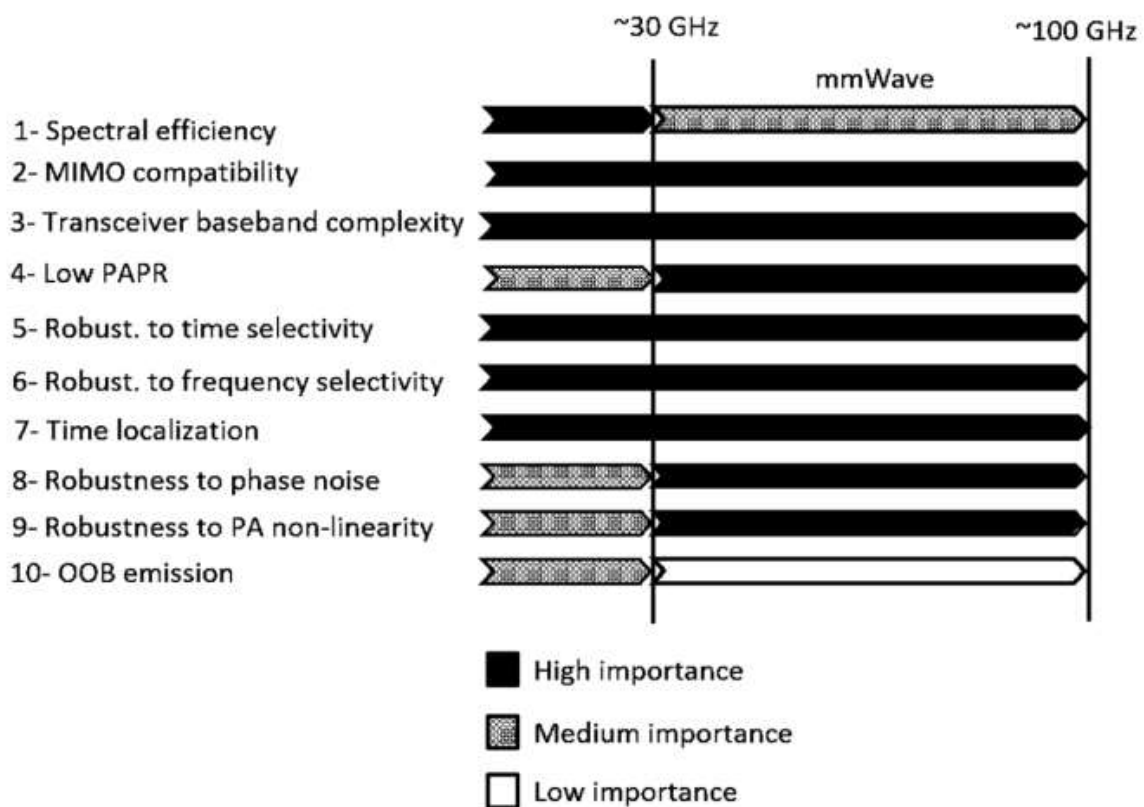 ~30 GHz
~100 GHz
mmWave
1- Spectral efficiency
2- MIMO compatibility
3- Transceiver baseband complexity
4- Low PAPR
5- Robust. to time selectivity
6- Robust. to frequency selectivity
7- Time localization
8- Robustness to phase noise
9- Robustness to PA non-linearity
10- OOB emission
High importance
Medium importance
Low importance